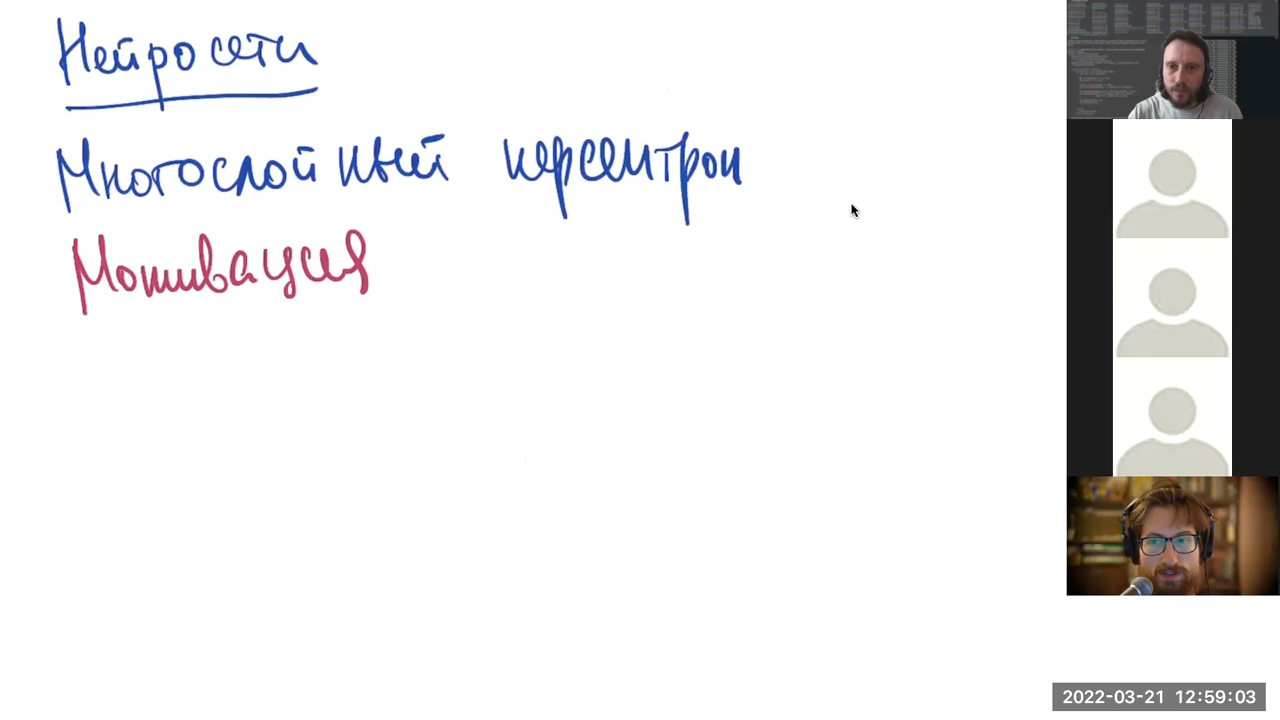 Нейросети
Многослойный персептрон
Мотивация
2022-03-21 12:59:03